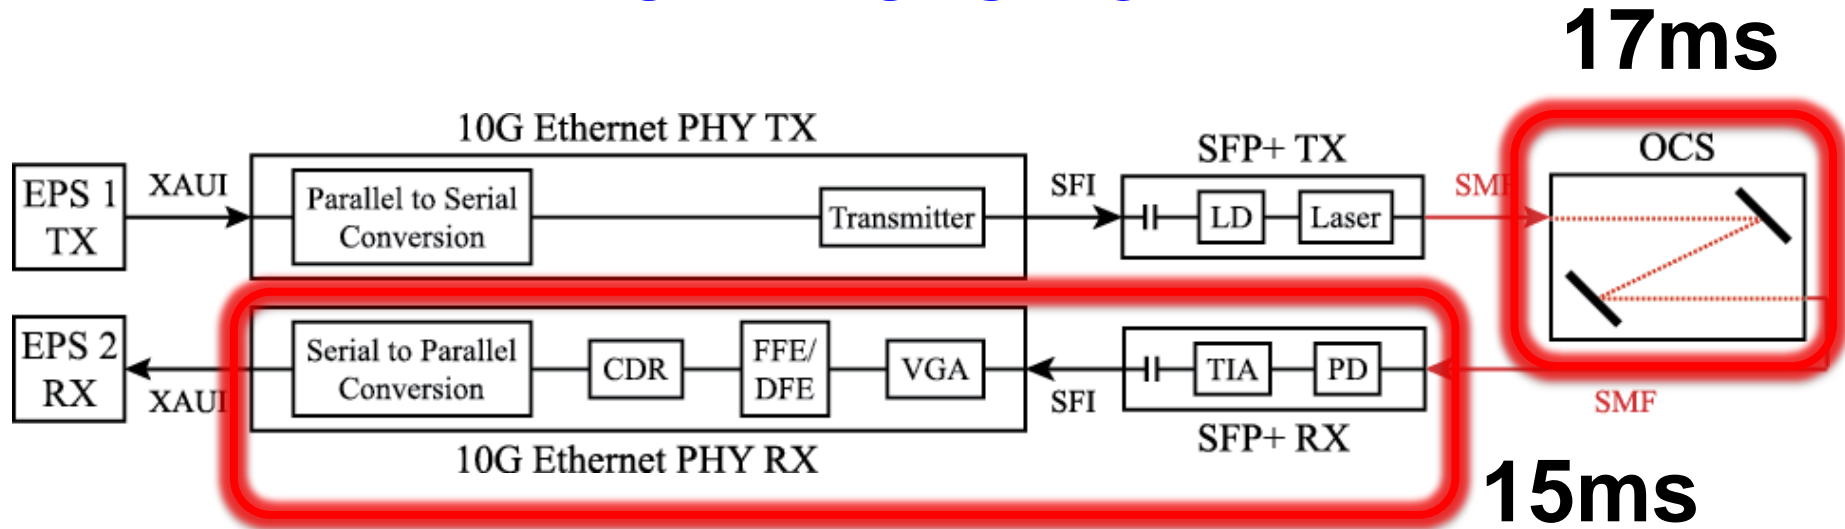 17ms
10G Ethernet PHY TX
SFP+ TX
OCS
EPS 1
TX
XAUI
Parallel to Serial
Conversion
Transmitter
SFI
LD
Laser
SMF
EPS 2
RX
XAUI
Serial to Parallel
Conversion
CDR
FFE/
DFE
VGA
SFI
TIA
PD
SMF
10G Ethernet PHY RX
SFP+ RX
15ms